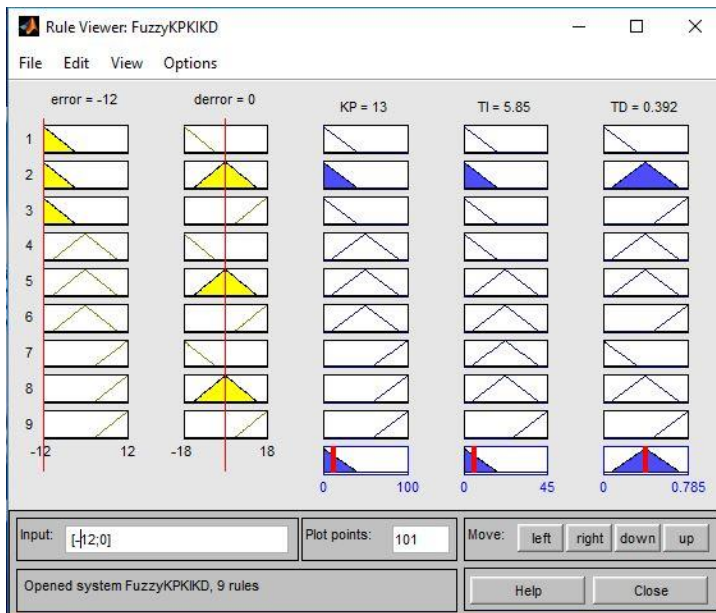 Rule Viewer: FuzzyKPKIKD
File Edit View Options
error = -12 derror = 0 KP = 13 TI = 5.85 TD = 0.392
1
2
3
4
5
6
7
8
9
-12 12 -18 18
0 100 0 45 0 0.785
Input: [-12;0] Plot points: 101 Move: left right down up
Opened system FuzzyKPKIKD, 9 rules Help Close